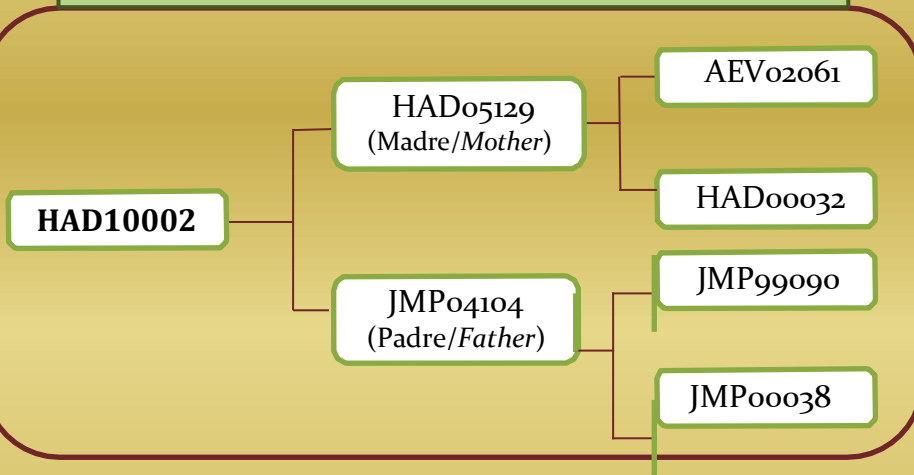 AEV02061
HAD05129
(Madre/Mother)
HAD00032
HAD10002
JMP99090
JMP04104
(Padre/Father)
JMP00038